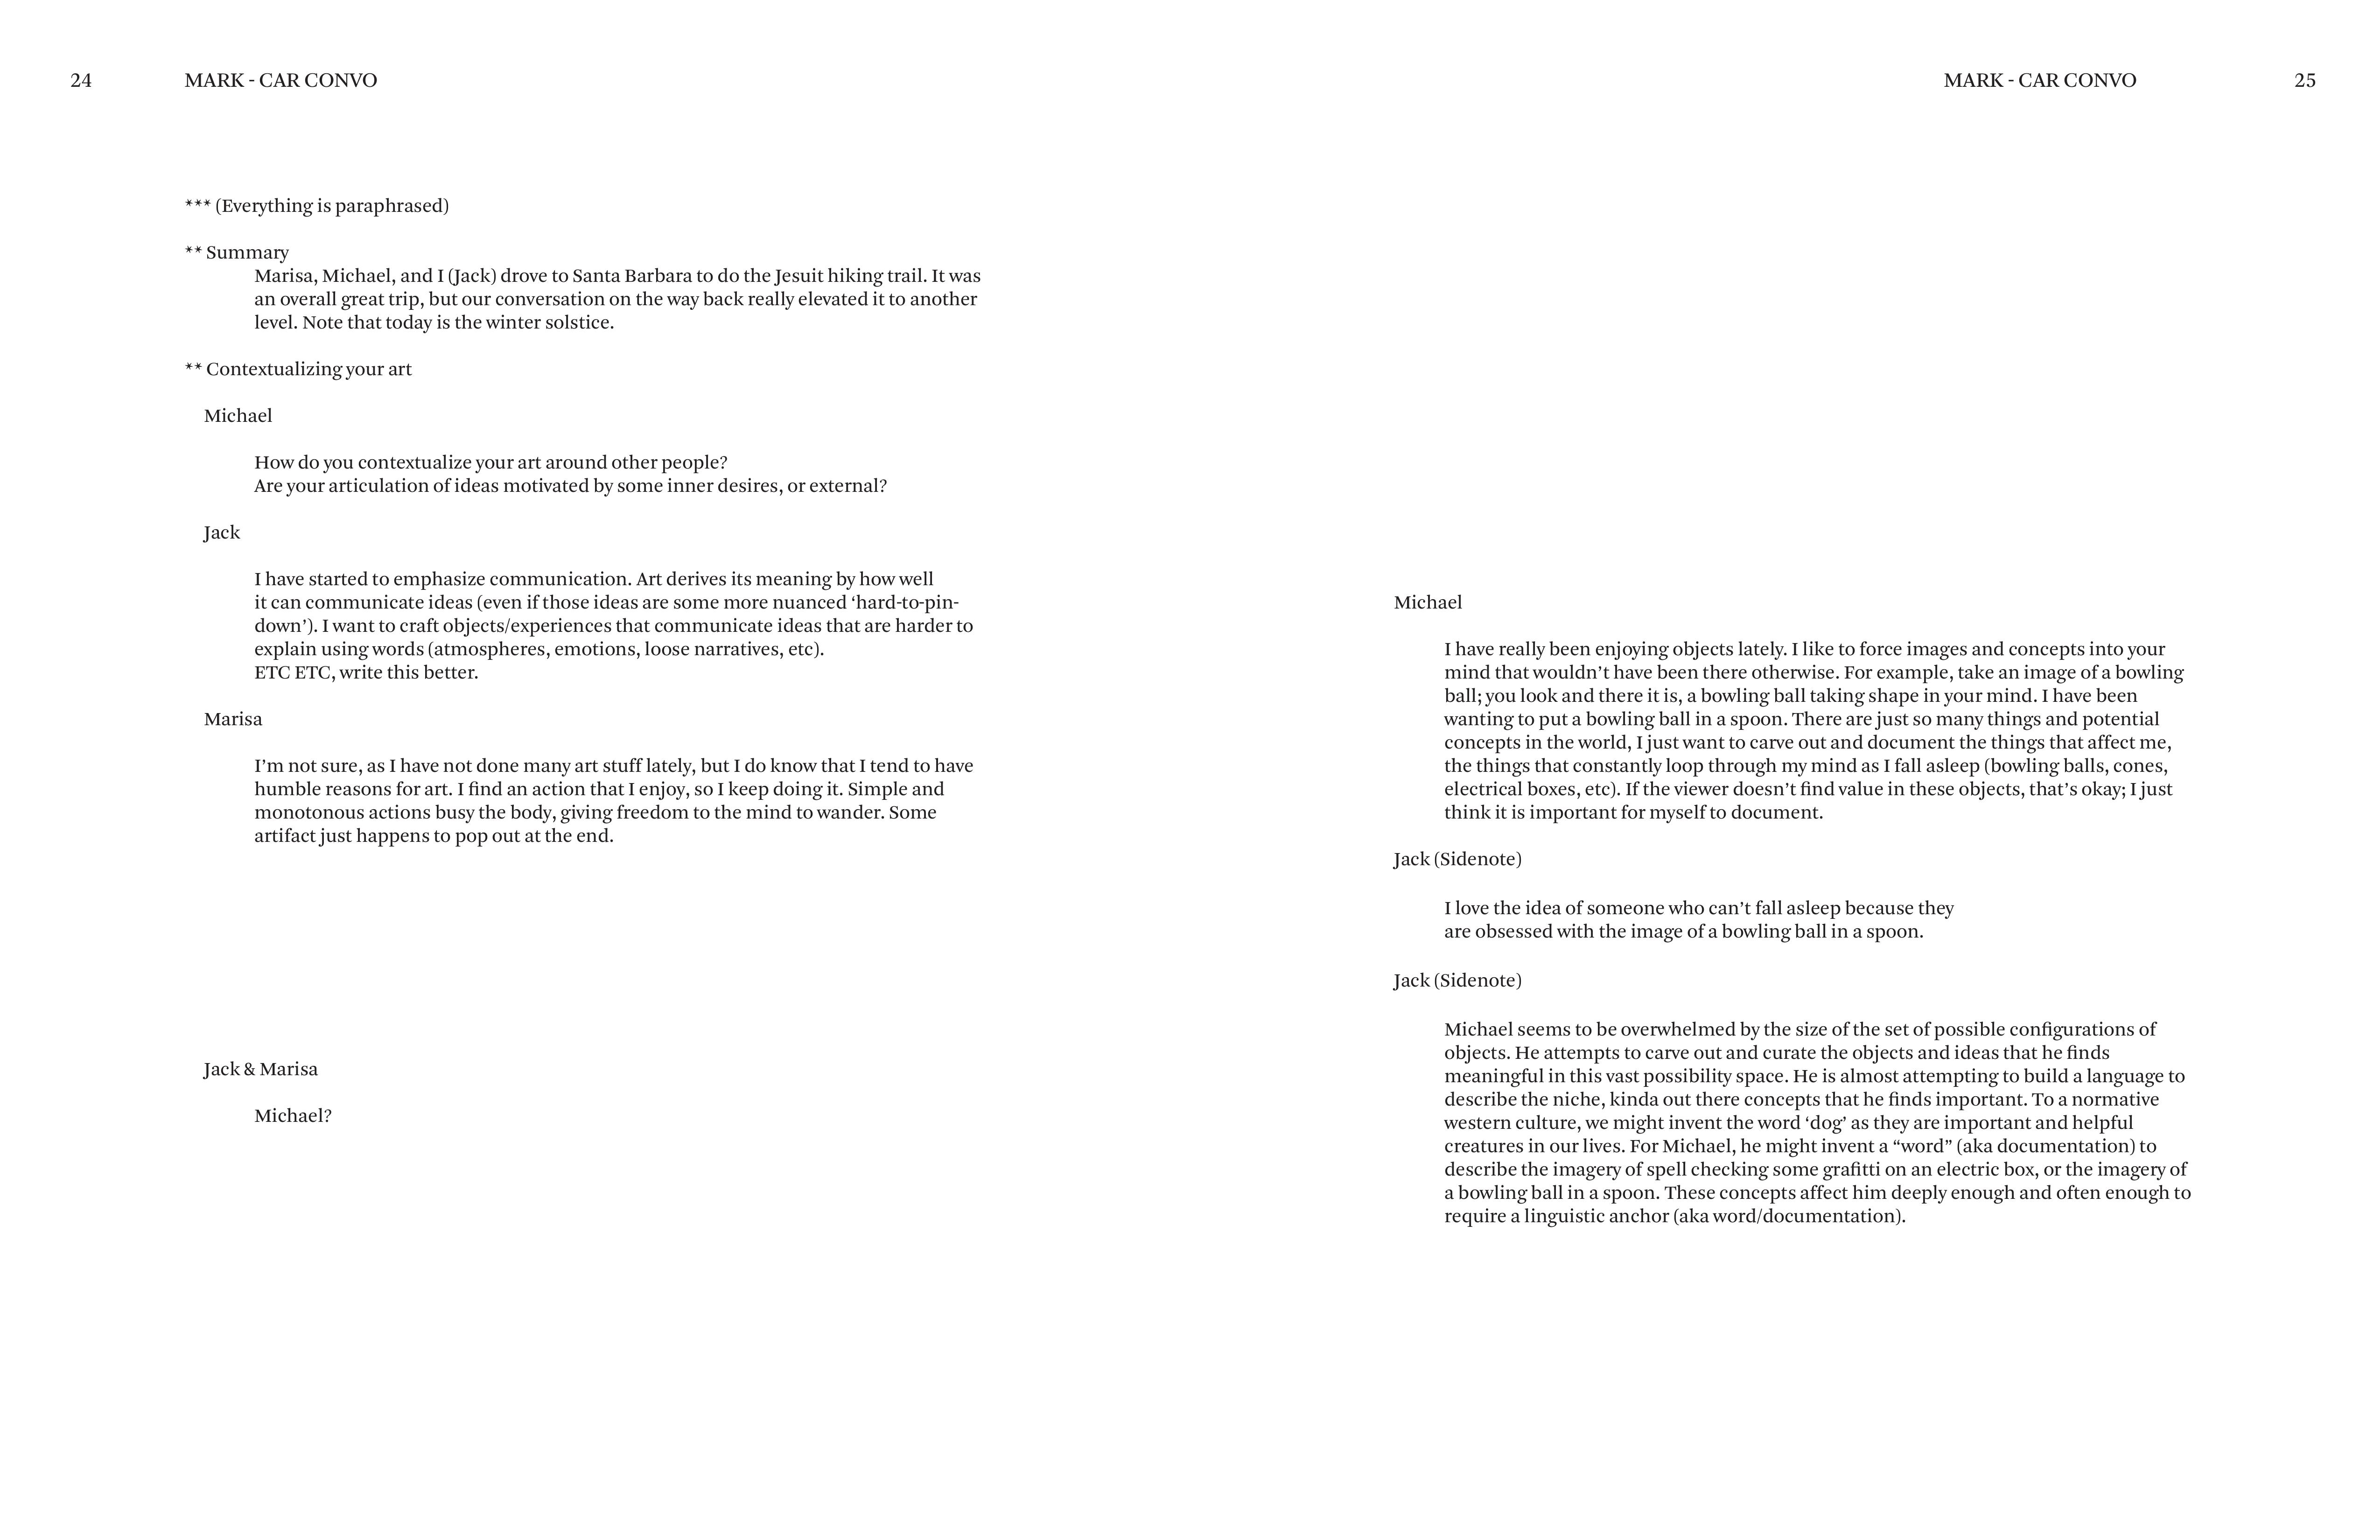 24
MARK - CAR CONVO
*** (Everything is paraphrased)
** Summary
Marisa, Michael, and I (Jack) drove to Santa Barbara to do the Jesuit hiking trail. It was
an overall great trip, but our conversation on the way back really elevated it to another
level. Note that today is the winter solstice.
** Contextualizing your art
Michael
How do you contextualize your art around other people?
Are your articulation of ideas motivated by some inner desires, or external?
Jack
I have started to emphasize communication. Art derives its meaning by how well
it can communicate ideas (even if those ideas are some more nuanced ‘hard-to-pin-
down’). I want to craft objects/experiences that communicate ideas that are harder to
explain using words (atmospheres, emotions, loose narratives, etc).
ETC ETC, write this better.
Marisa
I’m not sure, as I have not done many art stuff lately, but I do know that I tend to have
humble reasons for art. I find an action that I enjoy, so I keep doing it. Simple and
monotonous actions busy the body, giving freedom to the mind to wander. Some
artifact just happens to pop out at the end.
Jack & Marisa
Michael?
MARK - CAR CONVO
25
Michael
I have really been enjoying objects lately. I like to force images and concepts into your
mind that wouldn’t have been there otherwise. For example, take an image of a bowling
ball; you look and there it is, a bowling ball taking shape in your mind. I have been
wanting to put a bowling ball in a spoon. There are just so many things and potential
concepts in the world, I just want to carve out and document the things that affect me,
the things that constantly loop through my mind as I fall asleep (bowling balls, cones,
electrical boxes, etc). If the viewer doesn’t find value in these objects, that’s okay; I just
think it is important for myself to document.
Jack (Sidenote)
I love the idea of someone who can’t fall asleep because they
are obsessed with the image of a bowling ball in a spoon.
Jack (Sidenote)
Michael seems to be overwhelmed by the size of the set of possible configurations of
objects. He attempts to carve out and curate the objects and ideas that he finds
meaningful in this vast possibility space. He is almost attempting to build a language to
describe the niche, kinda out there concepts that he finds important. To a normative
western culture, we might invent the word ‘dog’ as they are important and helpful
creatures in our lives. For Michael, he might invent a “word” (aka documentation) to
describe the imagery of spell checking some grafitti on an electric box, or the imagery of
a bowling ball in a spoon. These concepts affect him deeply enough and often enough to
require a linguistic anchor (aka word/documentation).